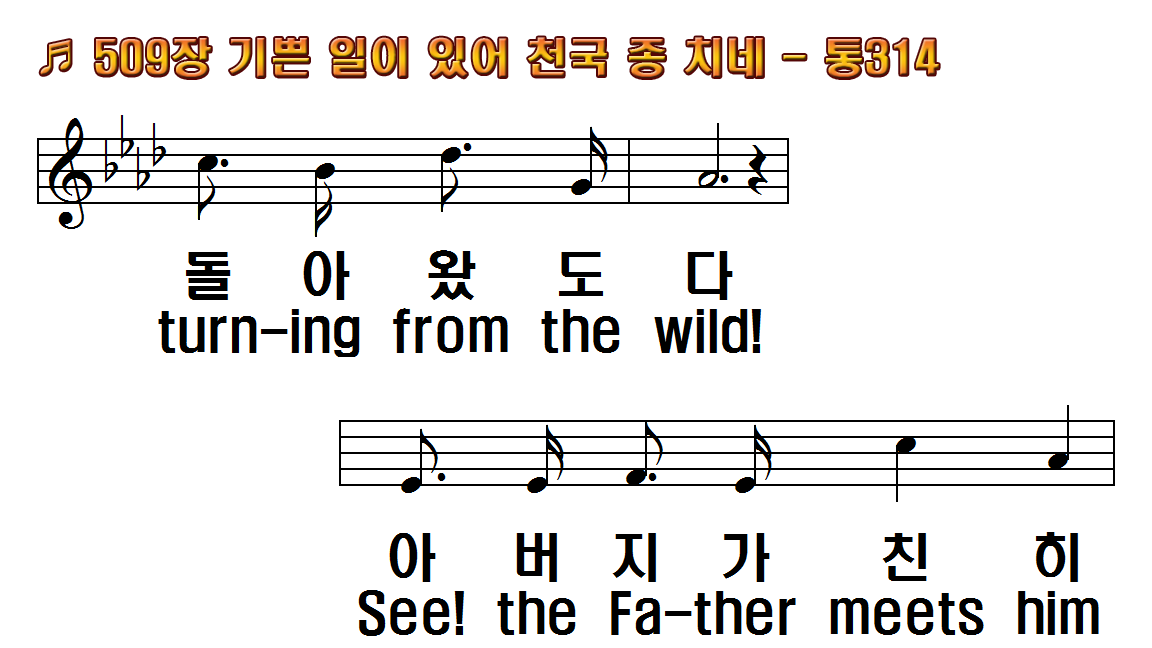 ♬ 509장 기쁜 일이 있어 천국 종 치네 - 통314
돌 아 왔 도 다
turn-ing from the wild!
아 버 지 가 친 히
See! the Fa-ther meets him